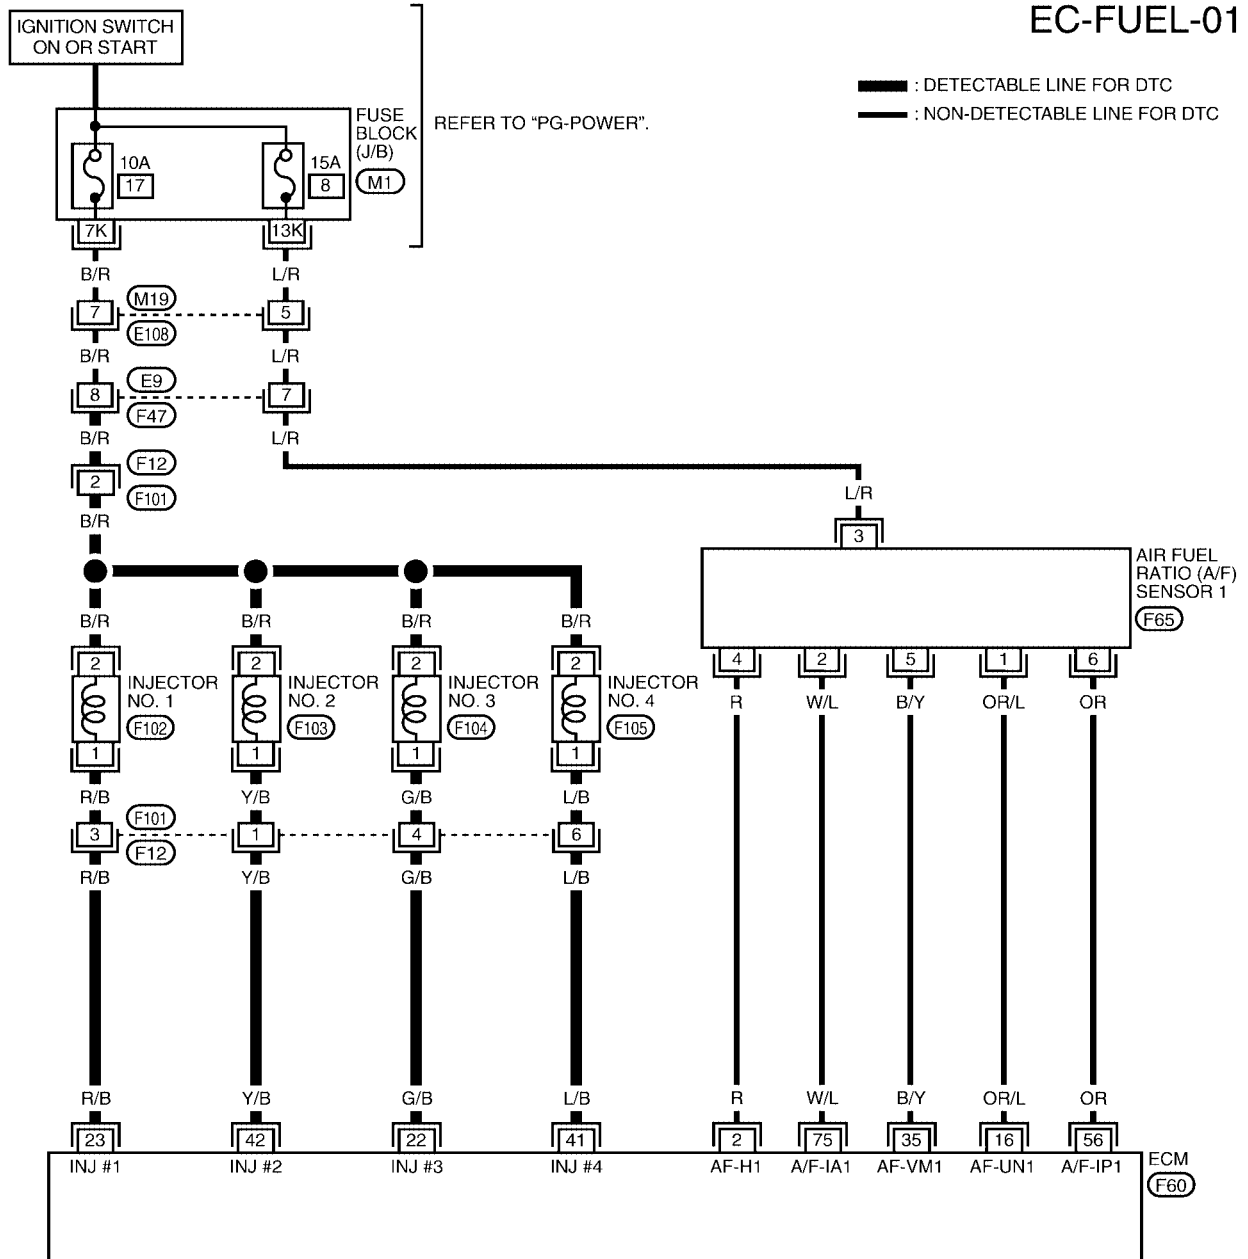 EC-FUEL-01
IGNITION SWITCH
ON OR START
: DETECTABLE LINE FOR DTC
: NON-DETECTABLE LINE FOR DTC
FUSE
BLOCK
(J/B)
M1
REFER TO “PG-POWER”.
10A
17
15A
8
7K
13K
B/R
L/R
7
M19
E108
5
B/R
L/R
8
E9
F47
7
B/R
L/R
2
F12
F101
B/R
L/R
3
AIR FUEL
RATIO (A/F)
SENSOR 1
F65
B/R
B/R
B/R
B/R
2
2
2
2
INJECTOR
NO. 1
F102
INJECTOR
NO. 2
F103
INJECTOR
NO. 3
F104
INJECTOR
NO. 4
F105
1
1
1
1
4
2
5
1
6
R
W/L
B/Y
OR/L
OR
R/B
Y/B
G/B
L/B
3
F101
F12
1
4
6
R/B
Y/B
G/B
L/B
R/B
Y/B
G/B
L/B
R
W/L
B/Y
OR/L
OR
23
42
22
41
2
75
35
16
56
INJ #1
INJ #2
INJ #3
INJ #4
AF-H1
A/F-IA1
AF-VM1
AF-UN1
A/F-IP1
ECM
F60